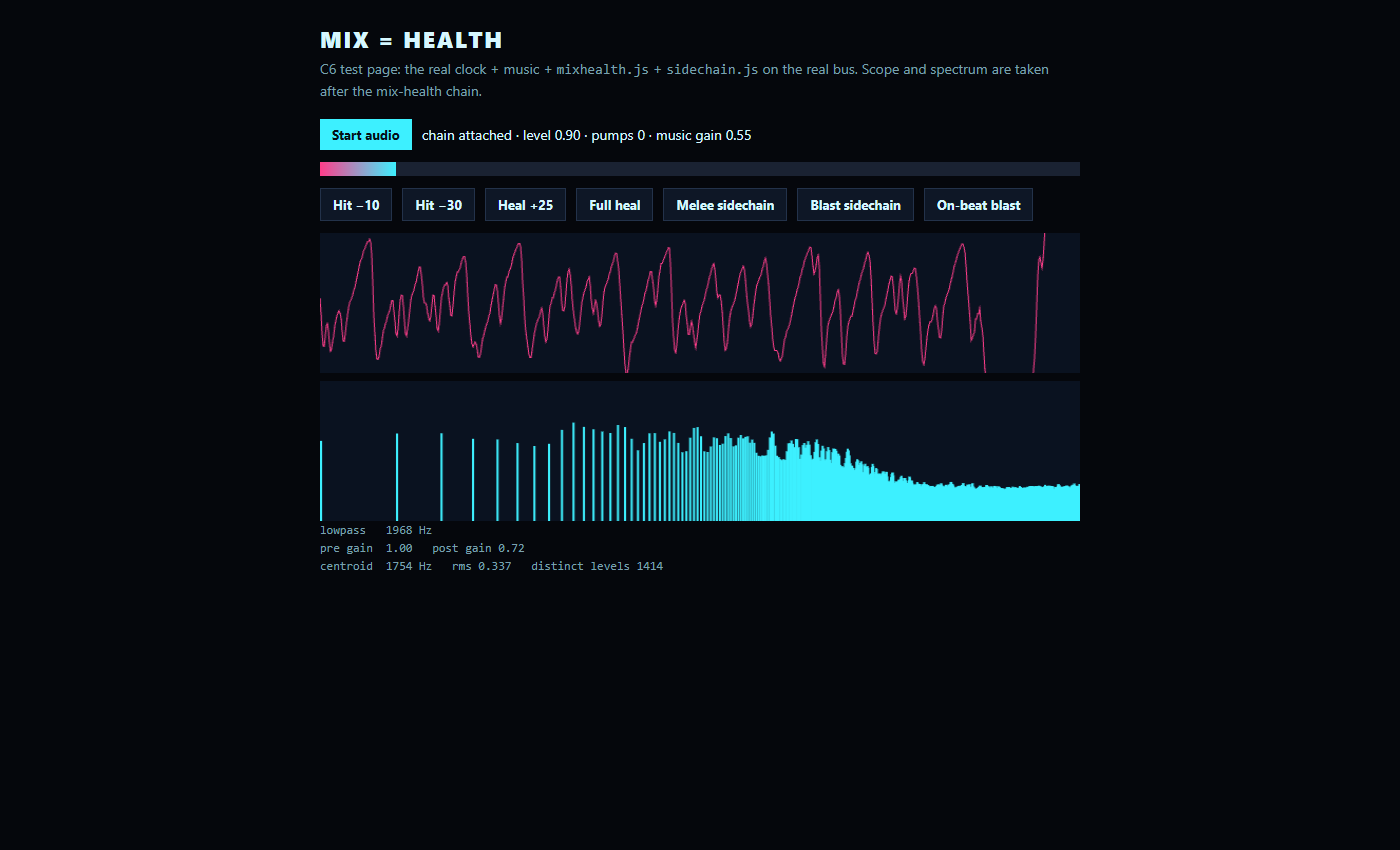 MIX = HEALTH
C6 test page: the real clock + music + mixhealth.js + sidechain.js on the real bus. Scope and spectrum are taken
after the mix-health chain.
Start audio chain attached · level 0.90 · pumps 0 · music gain 0.55
Hit −10 Hit −30 Heal +25 Full heal Melee sidechain Blast sidechain On-beat blast
lowpass 1968 Hz
pre gain 1.00 post gain 0.72
centroid 1754 Hz rms 0.337 distinct levels 1414